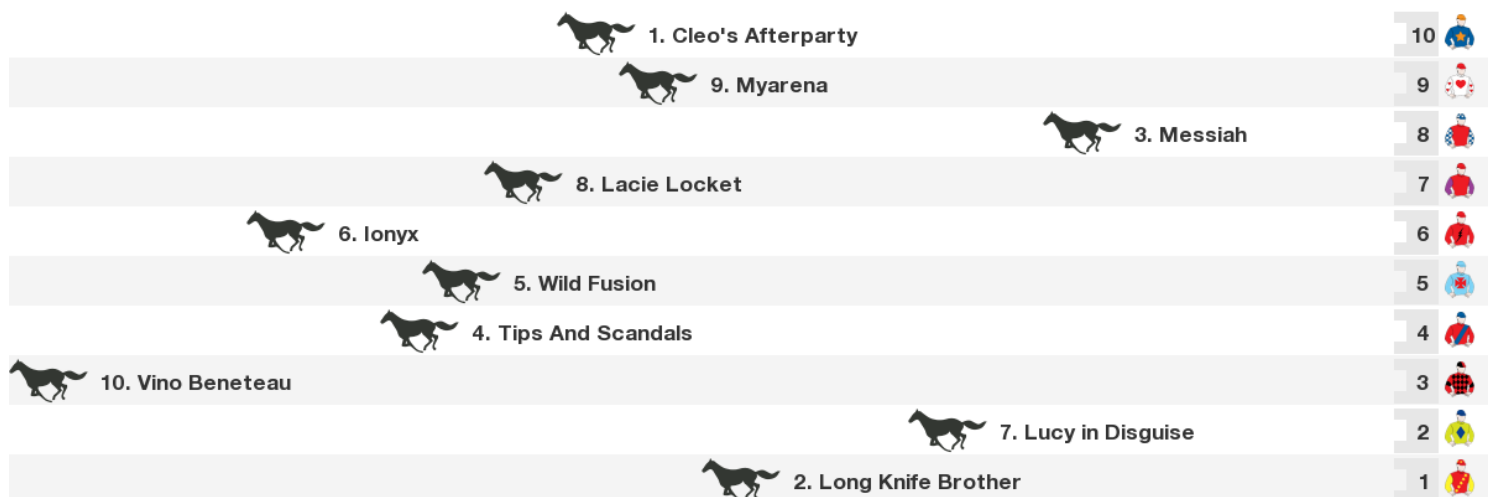 1. Cleo's Afterparty 10
9. Myarena 9
3. Messiah 8
8. Lacie Locket 7
6. Ionyx 6
5. Wild Fusion 5
4. Tips And Scandals 4
10. Vino Beneteau 3
7. Lucy in Disguise 2
2. Long Knife Brother 1